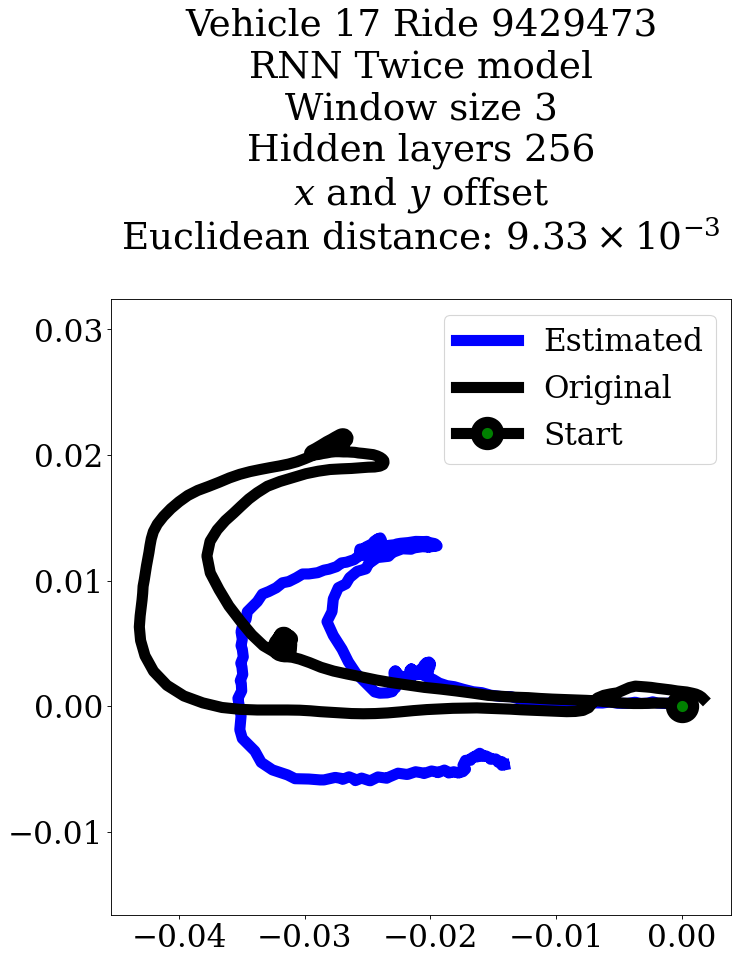 Vehicle 17 Ride 9429473
RNN Twice model
Window size 3
Hidden layers 256
x and y offset
Euclidean distance: 9.33 × 10⁻³
Estimated
Original
Start
0.03
0.02
0.01
0.00
−0.01
−0.04
−0.03
−0.02
−0.01
0.00